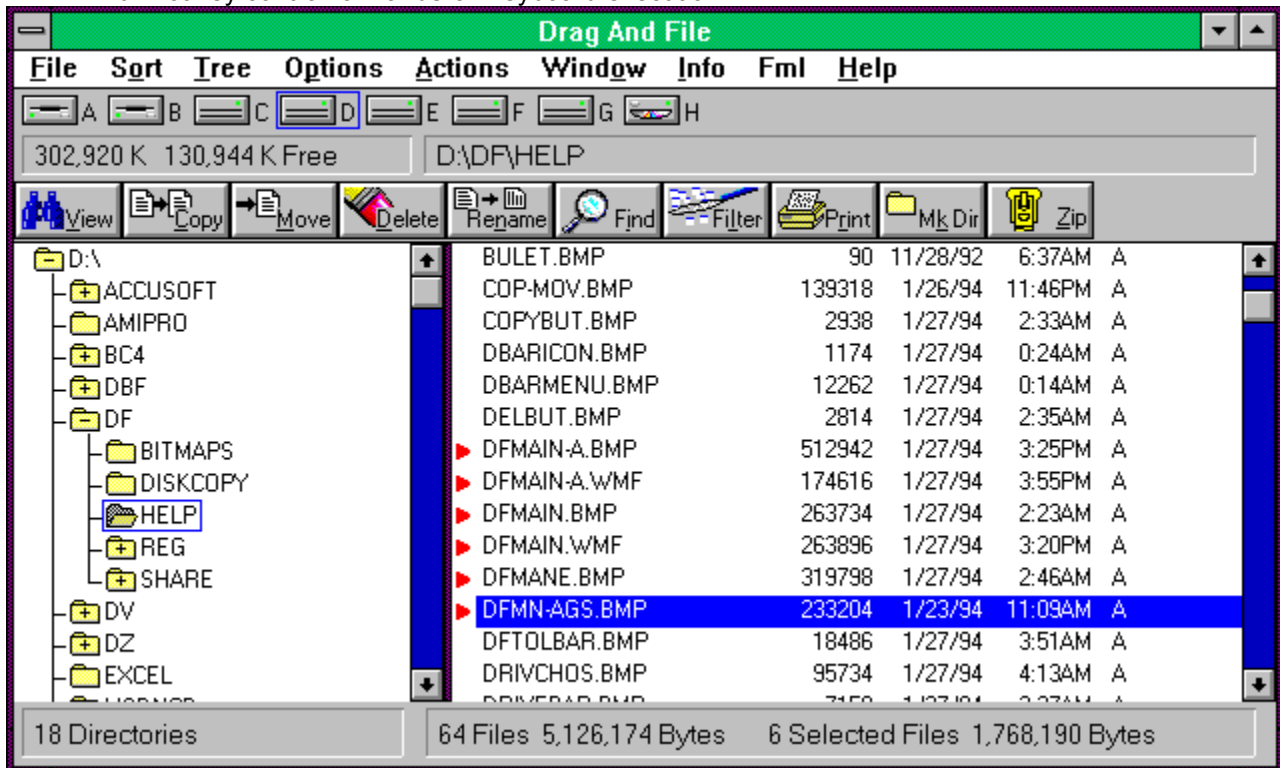 Drag And File
File Sort Tree Options Actions Window Info Fml Help
A B C D E F G H
302,920 K 130,944 K Free D:\DF\HELP
View Copy Move Delete Rename Find Filter Print Mk Dir Zip
D:\ BULET.BMP 90 11/28/92 6:37AM A
ACCUSOFT COP-MOV.BMP 139318 1/26/94 11:46PM A
AMIPRO COPYBUT.BMP 2938 1/27/94 2:33AM A
BC4 DBARICON.BMP 1174 1/27/94 0:24AM A
DBF DBARMENU.BMP 12262 1/27/94 0:14AM A
DF DELBUT.BMP 2814 1/27/94 2:35AM A
BITMAPS DFMAIN-A.BMP 512942 1/27/94 3:25PM A
DISKCOPY DFMAIN-A.WMF 174616 1/27/94 3:55PM A
HELP DFMAIN.BMP 263734 1/27/94 2:23AM A
REG DFMAIN.WMF 263896 1/27/94 3:20PM A
SHARE DFMANE.BMP 319798 1/27/94 2:46AM A
DV DFMN-AGS.BMP 233204 1/23/94 11:09AM A
DZ DFTOLBAR.BMP 18486 1/27/94 3:51AM A
EXCEL DRIVCHOS.BMP 95734 1/27/94 4:13AM A
18 Directories 64 Files 5,126,174 Bytes 6 Selected Files 1,768,190 Bytes